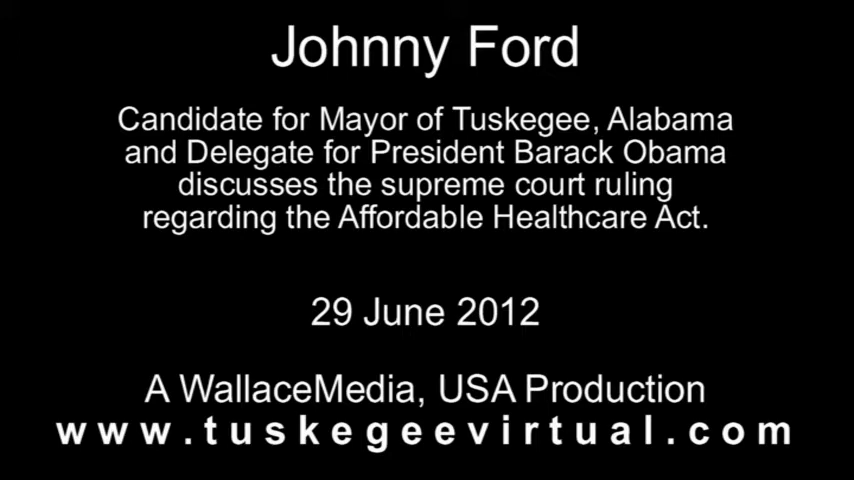 Johnny Ford
Candidate for Mayor of Tuskegee, Alabama
and Delegate for President Barack Obama
discusses the supreme court ruling
regarding the Affordable Healthcare Act.
29 June 2012
A WallaceMedia, USA Production
www.tuskegeevirtual.com